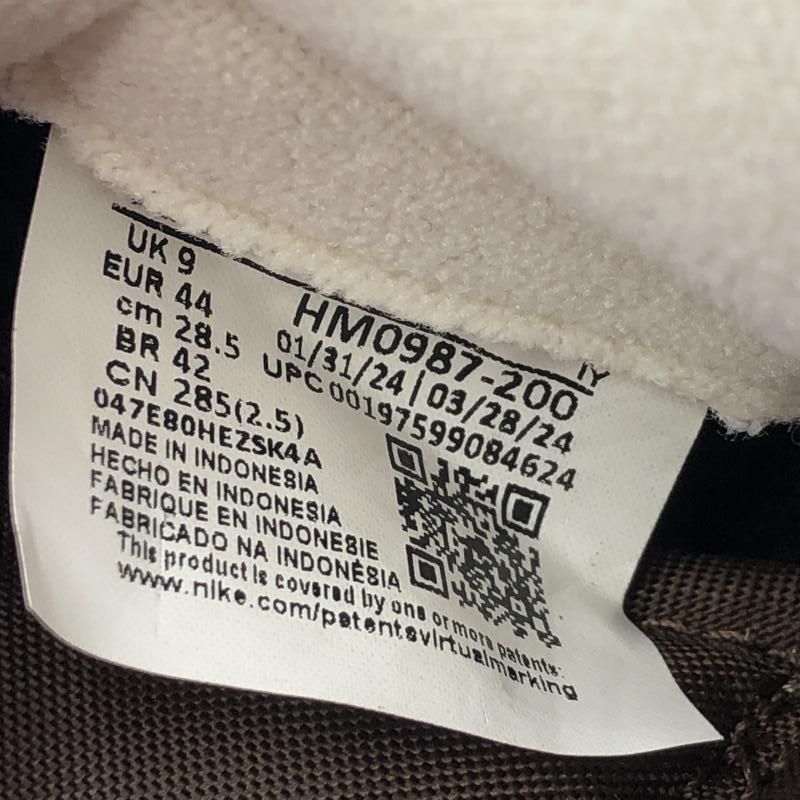 UK 9
EUR 44
cm 28.5
BR 42
CN 285(2.5)
HM0987-200
IY
01/31/24 | 03/28/24
UPC 00197599084624
047E80HEZSK4A
MADE IN INDONESIA
HECHO EN INDONESIA
FABRIQUE EN INDONESIE
FABRICADO NA INDONÉSIA
This product is covered by one or more patents:
www.nike.com/patentsvirtualmarking